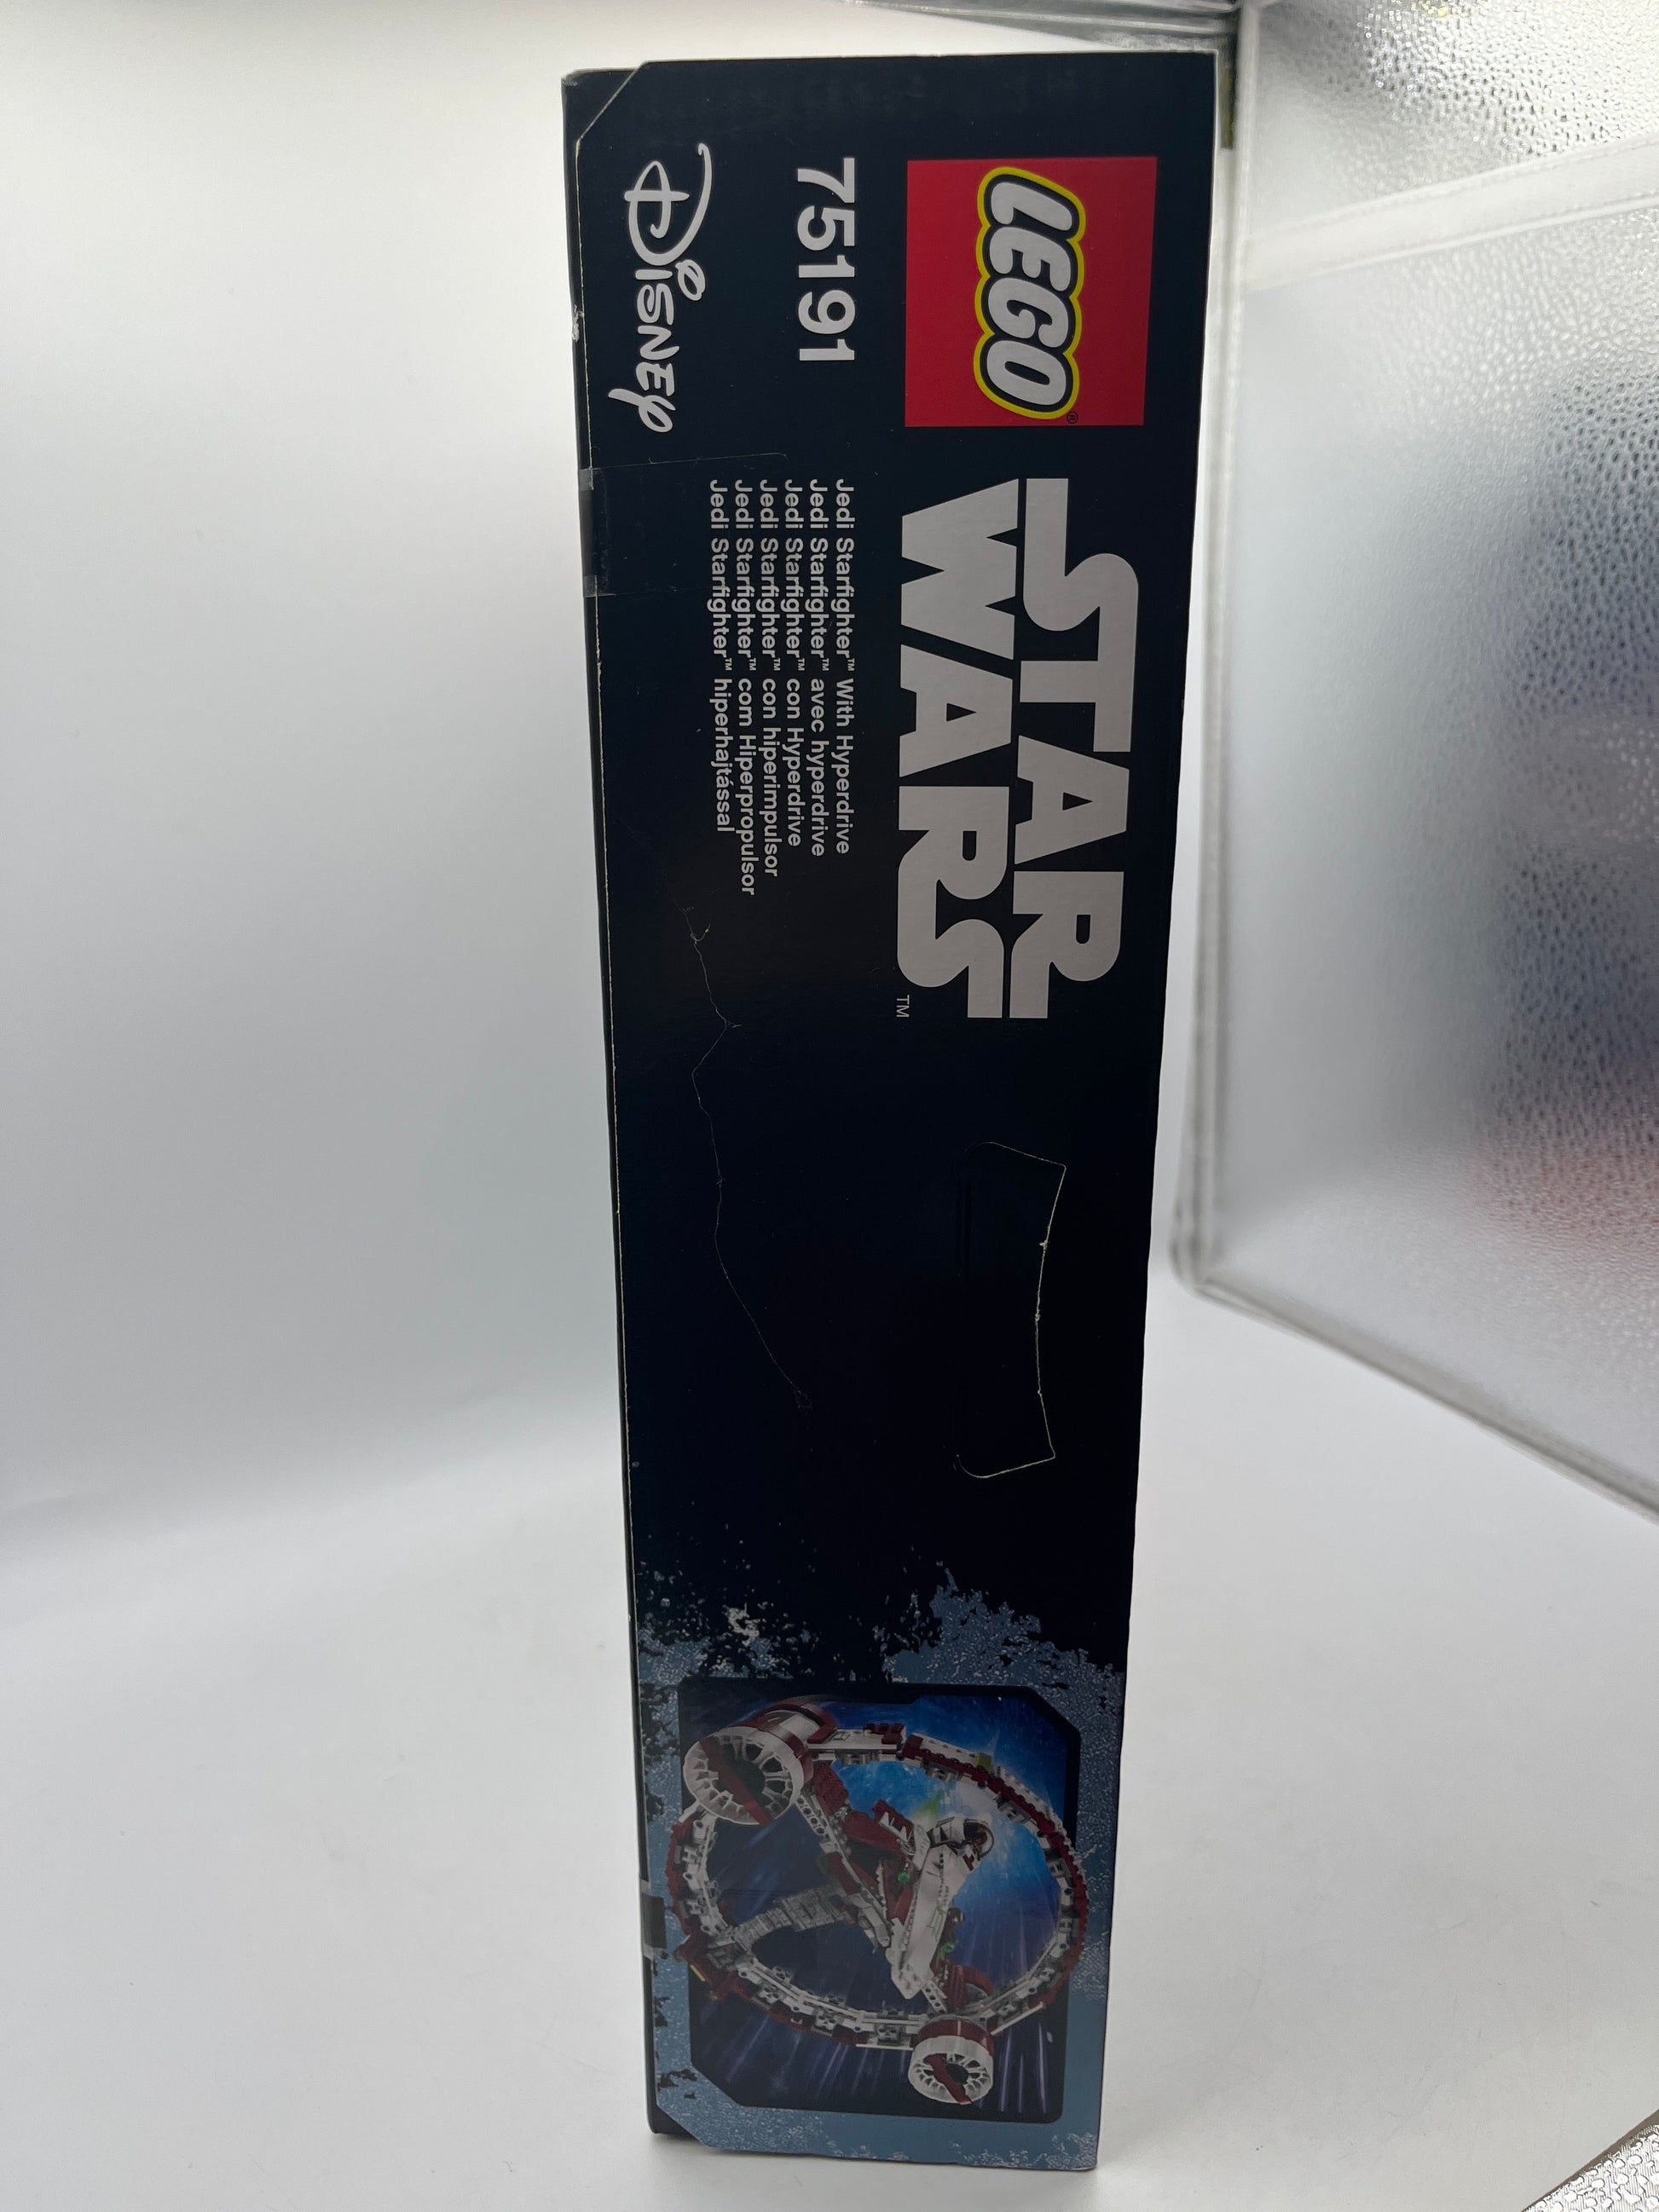 LEGO®
STAR
WARS™
75191
Jedi Starfighter™ With Hyperdrive
Jedi Starfighter™ avec hyperdrive
Jedi Starfighter™ con Hyperdrive
Jedi Starfighter™ con hiperimpulsor
Jedi Starfighter™ com Hiperpropulsor
Jedi Starfighter™ hiperhajtással
Disney